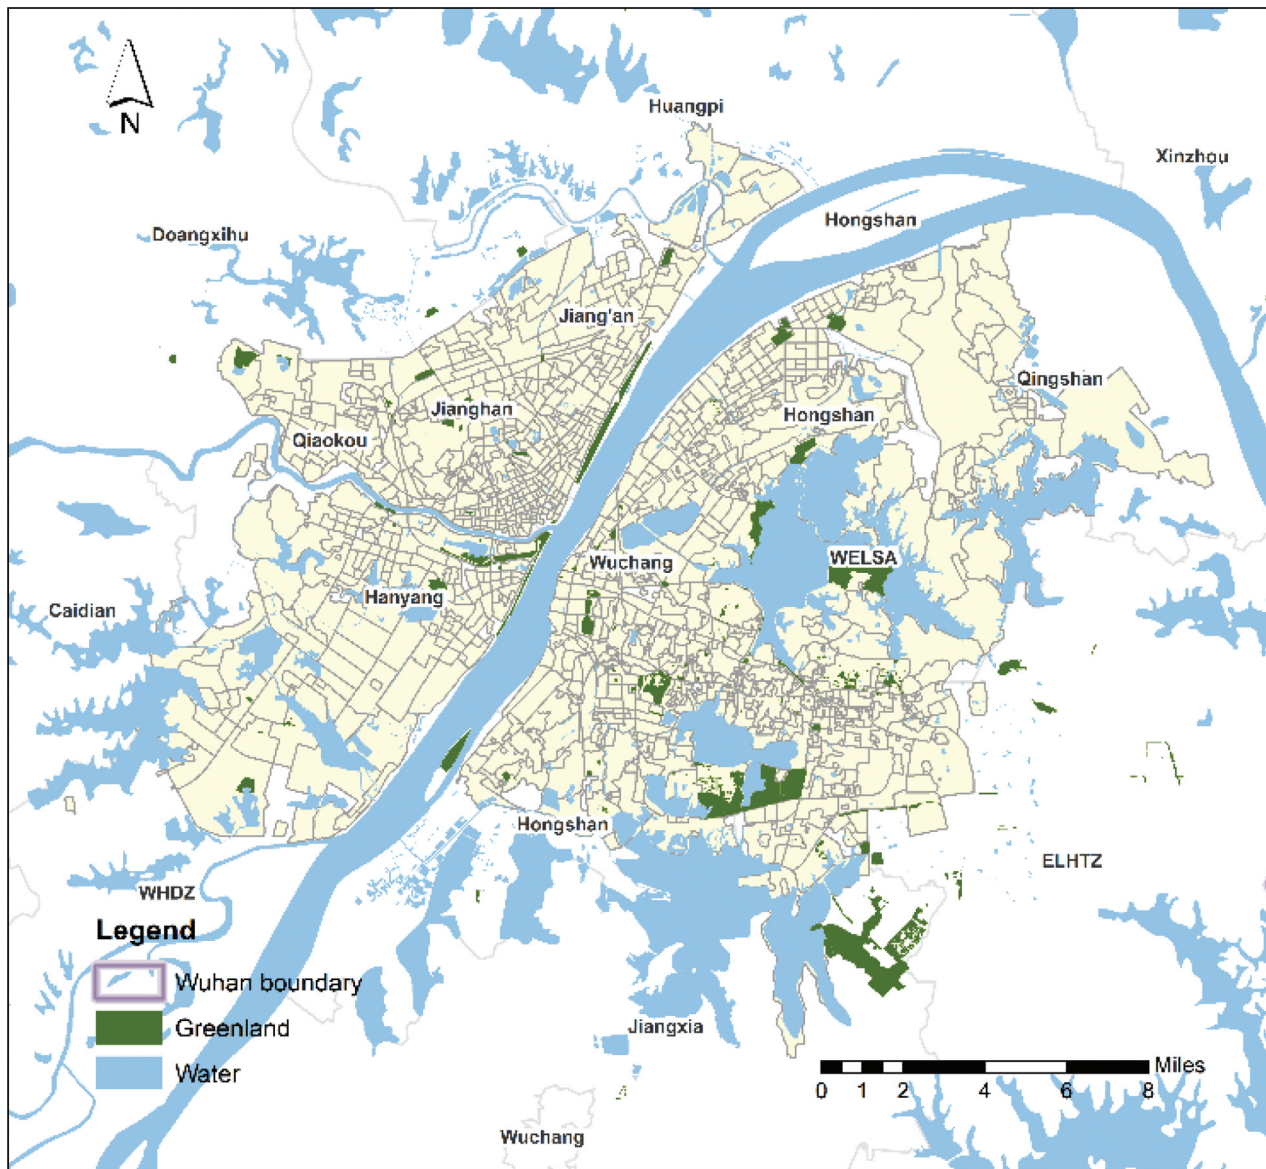 Huangpi
N
Xinzhou
Hongshan
Doangxihu
Jiang'an
Qingshan
Jianghan
Hongshan
Qiaokou
WELSA
Wuchang
Hanyang
Caidian
Hongshan
ELHTZ
WHDZ
Legend
Wuhan boundary
Greenland
Jiangxia
Water
Miles
0 1 2 4 6 8
Wuchang